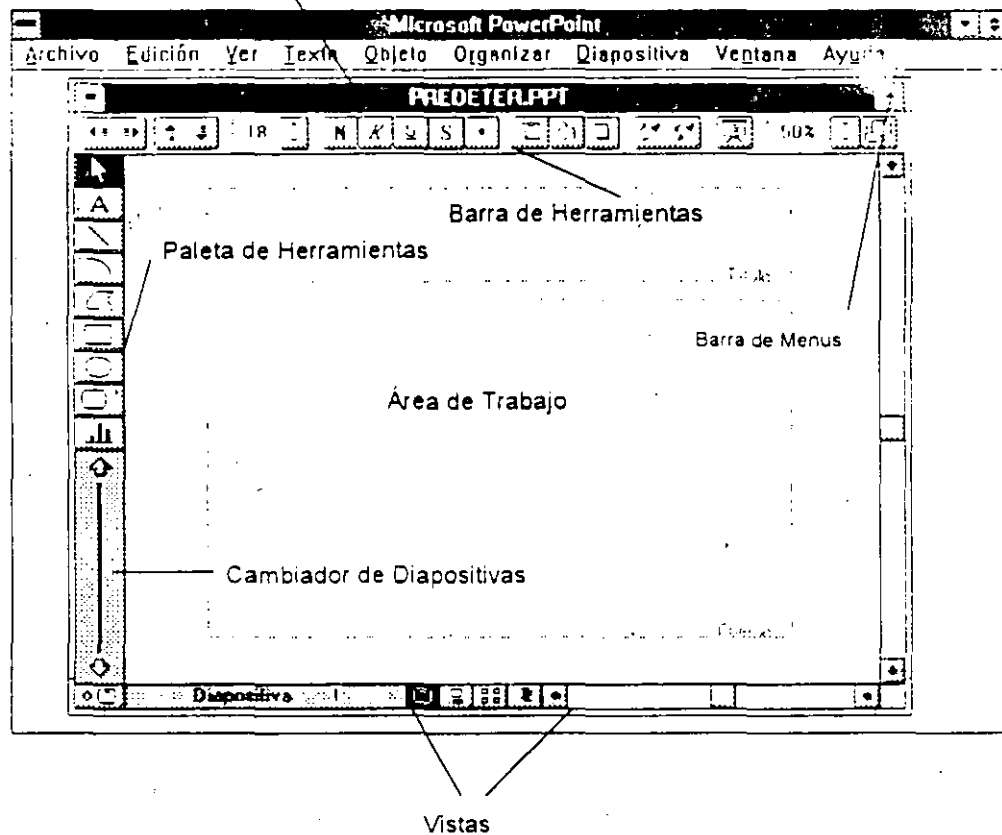 Microsoft PowerPoint
Archivo Edición Ver Texto Objeto Organizar Diapositiva Ventana Ayuda
PREDETER.PPT
18 N K S 50%
A
Barra de Herramientas
Paleta de Herramientas
Título
Barra de Menus
Área de Trabajo
Cambiador de Diapositivas
Diapositiva 1
Vistas